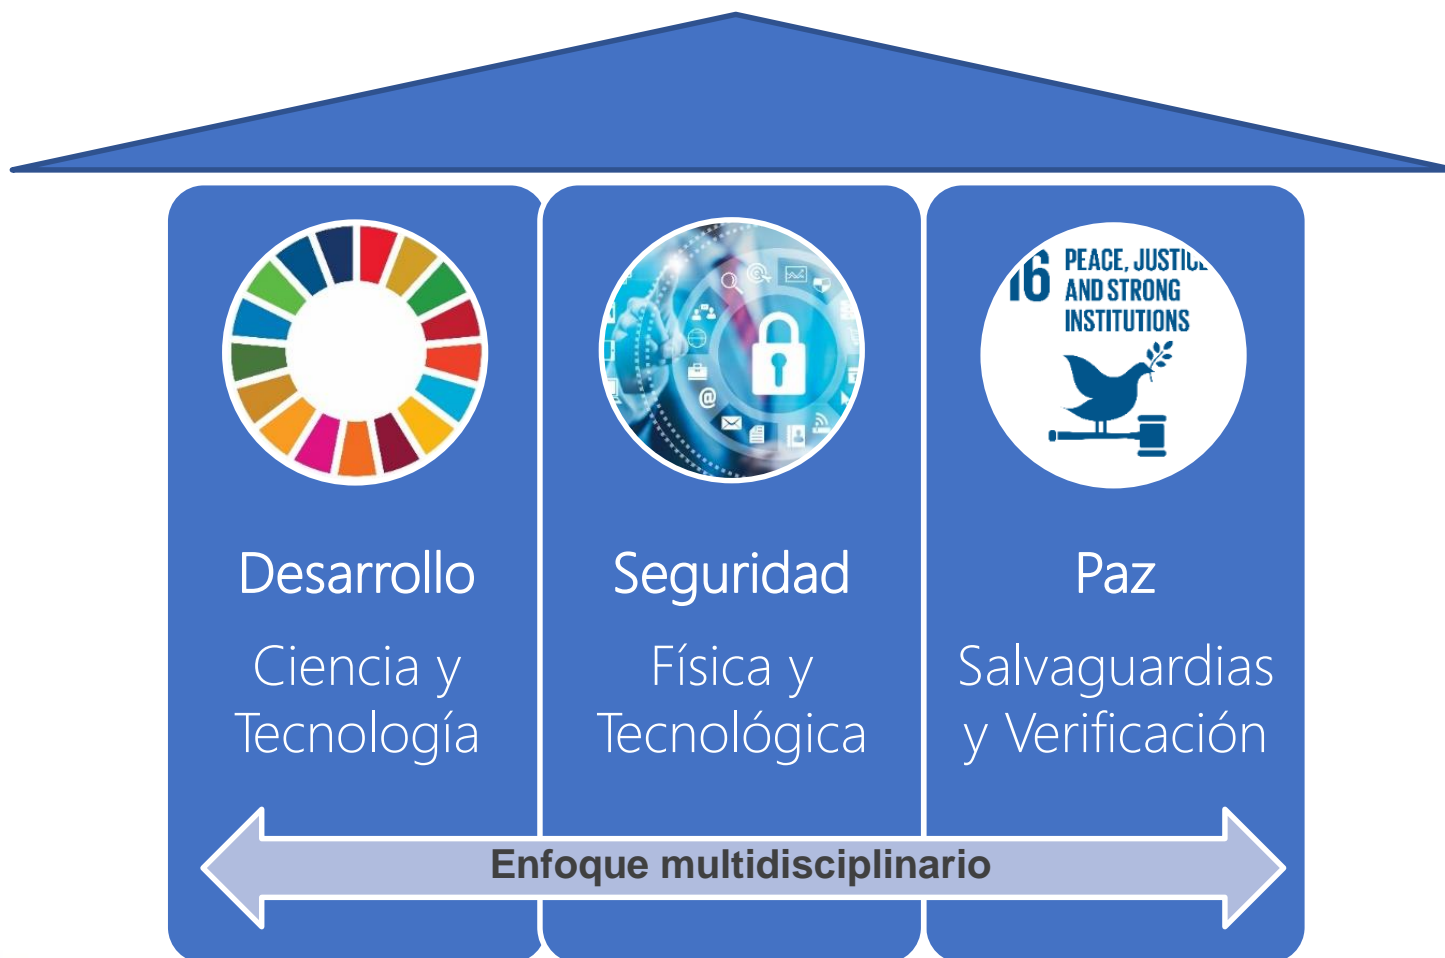 16 PEACE, JUSTICE
AND STRONG
INSTITUTIONS
Desarrollo
Ciencia y
Tecnología
Seguridad
Física y
Tecnológica
Paz
Salvaguardias
y Verificación
Enfoque multidisciplinario